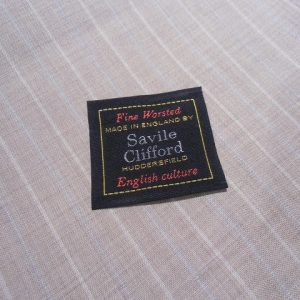 Fine Worsted
MADE IN ENGLAND BY
Savile
Clifford
HUDDERSFIELD
English culture